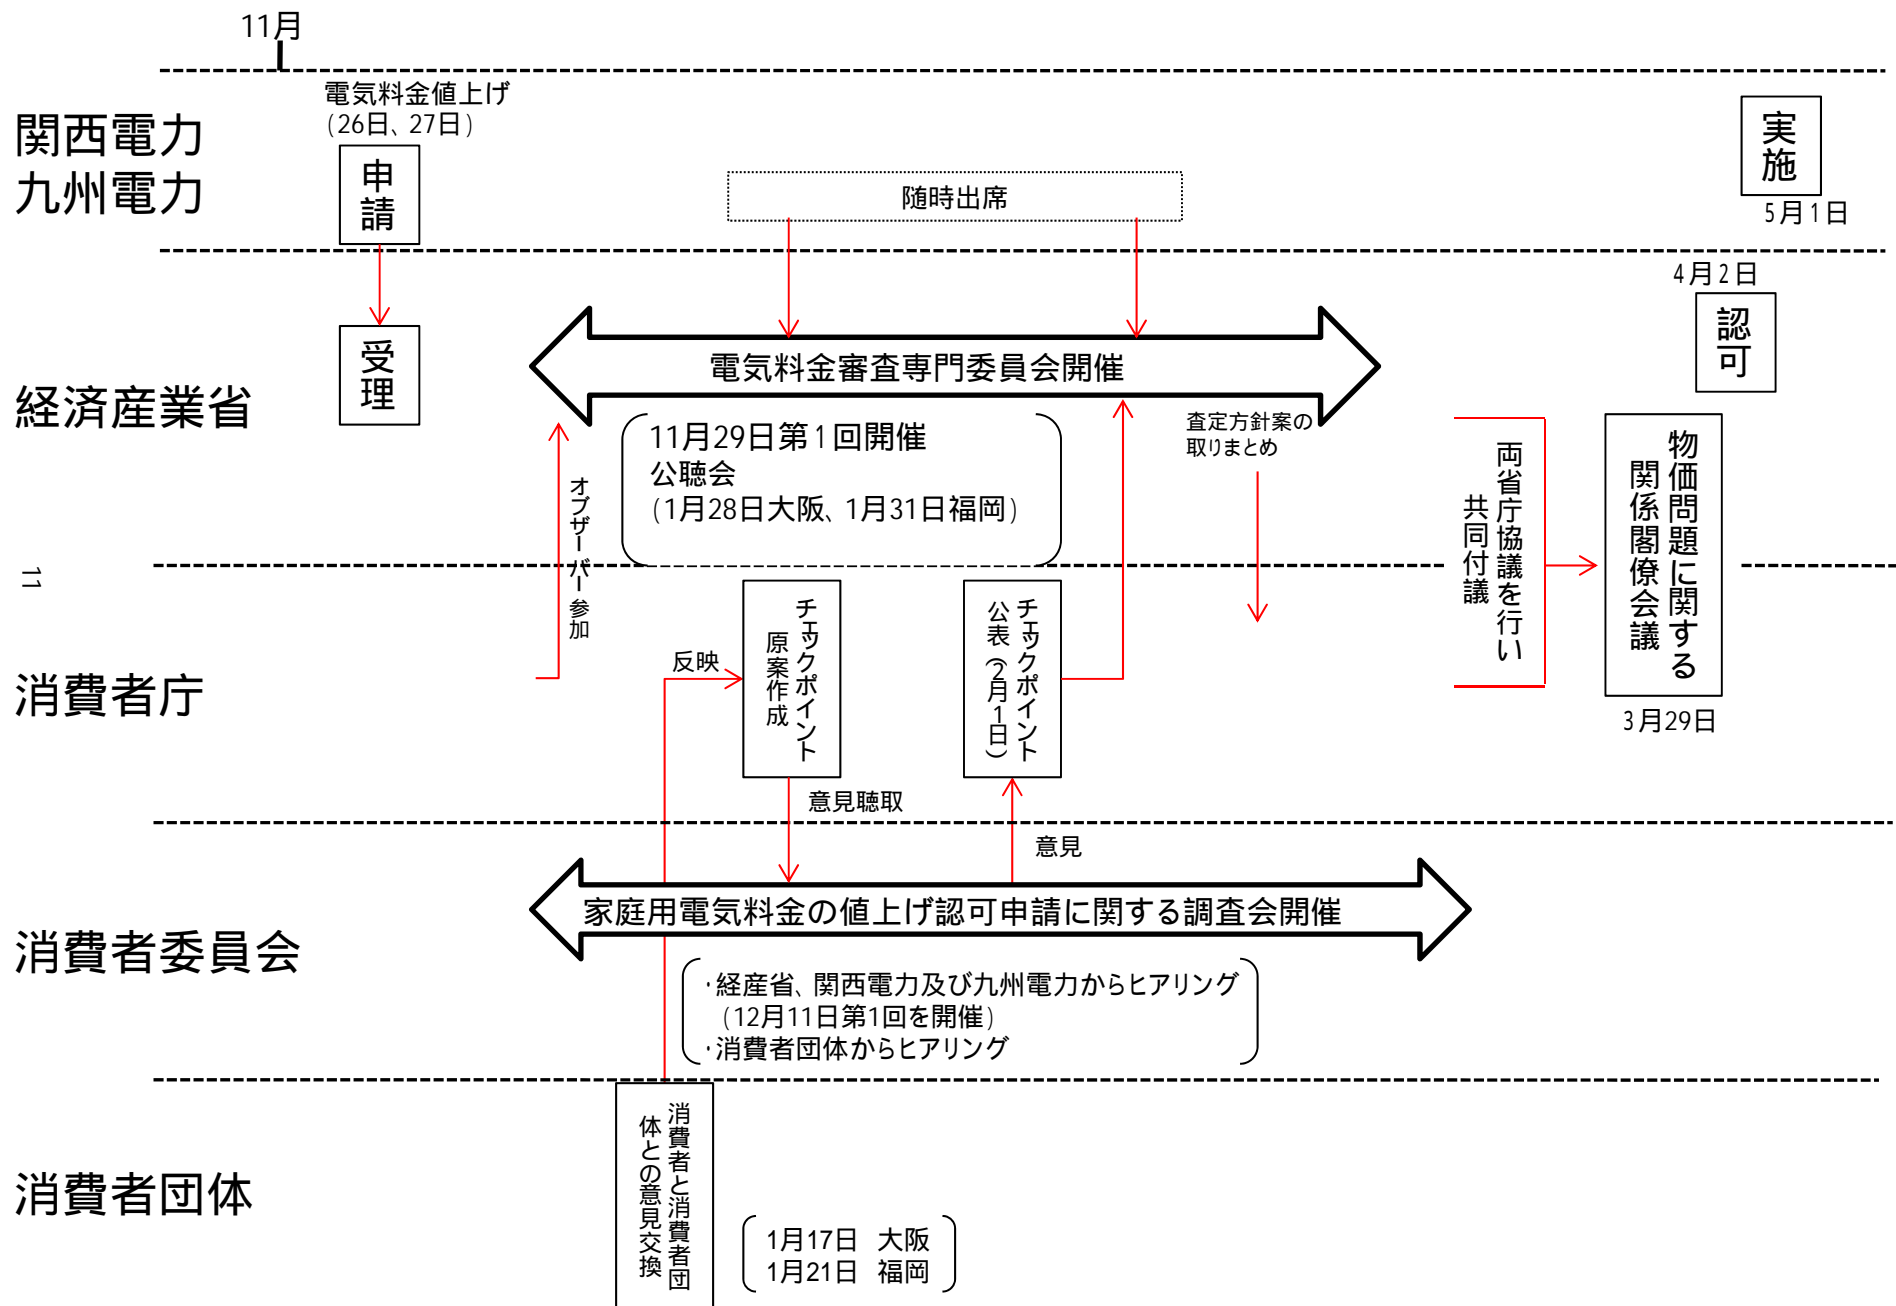 11月
関西電力
九州電力
電気料金値上げ
(26日、27日)
申請
随時出席
実施
5月1日
経済産業省
受理
電気料金審査専門委員会開催
11月29日第1回開催
公聴会
(1月28日大阪、1月31日福岡)
オブザーバー参加
査定方針案の
取りまとめ
両省庁協議を行い
共同付議
4月2日
認可
物価問題に関する
関係閣僚会議
3月29日
11
消費者庁
反映
チェックポイント
原案作成
チェックポイント
公表(2月1日)
意見聴取
意見
消費者委員会
家庭用電気料金の値上げ認可申請に関する調査会開催
・経産省、関西電力及び九州電力からヒアリング
(12月11日第1回を開催)
・消費者団体からヒアリング
消費者団体
消費者と消費者団
体との意見交換
1月17日 大阪
1月21日 福岡